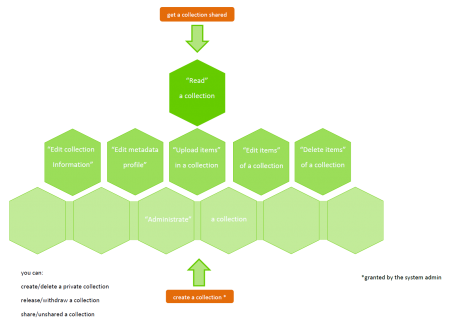 get a collection shared
"Read"
a collection
"Edit collection
information"
"Edit metadata
profile"
"Upload items"
in a collection
"Edit items"
of a collection
"Delete items"
of a collection
"Administrate" a collection
you can:
create/delete a private collection
release/withdraw a collection
share/unshared a collection
create a collection *
*granted by the system admin